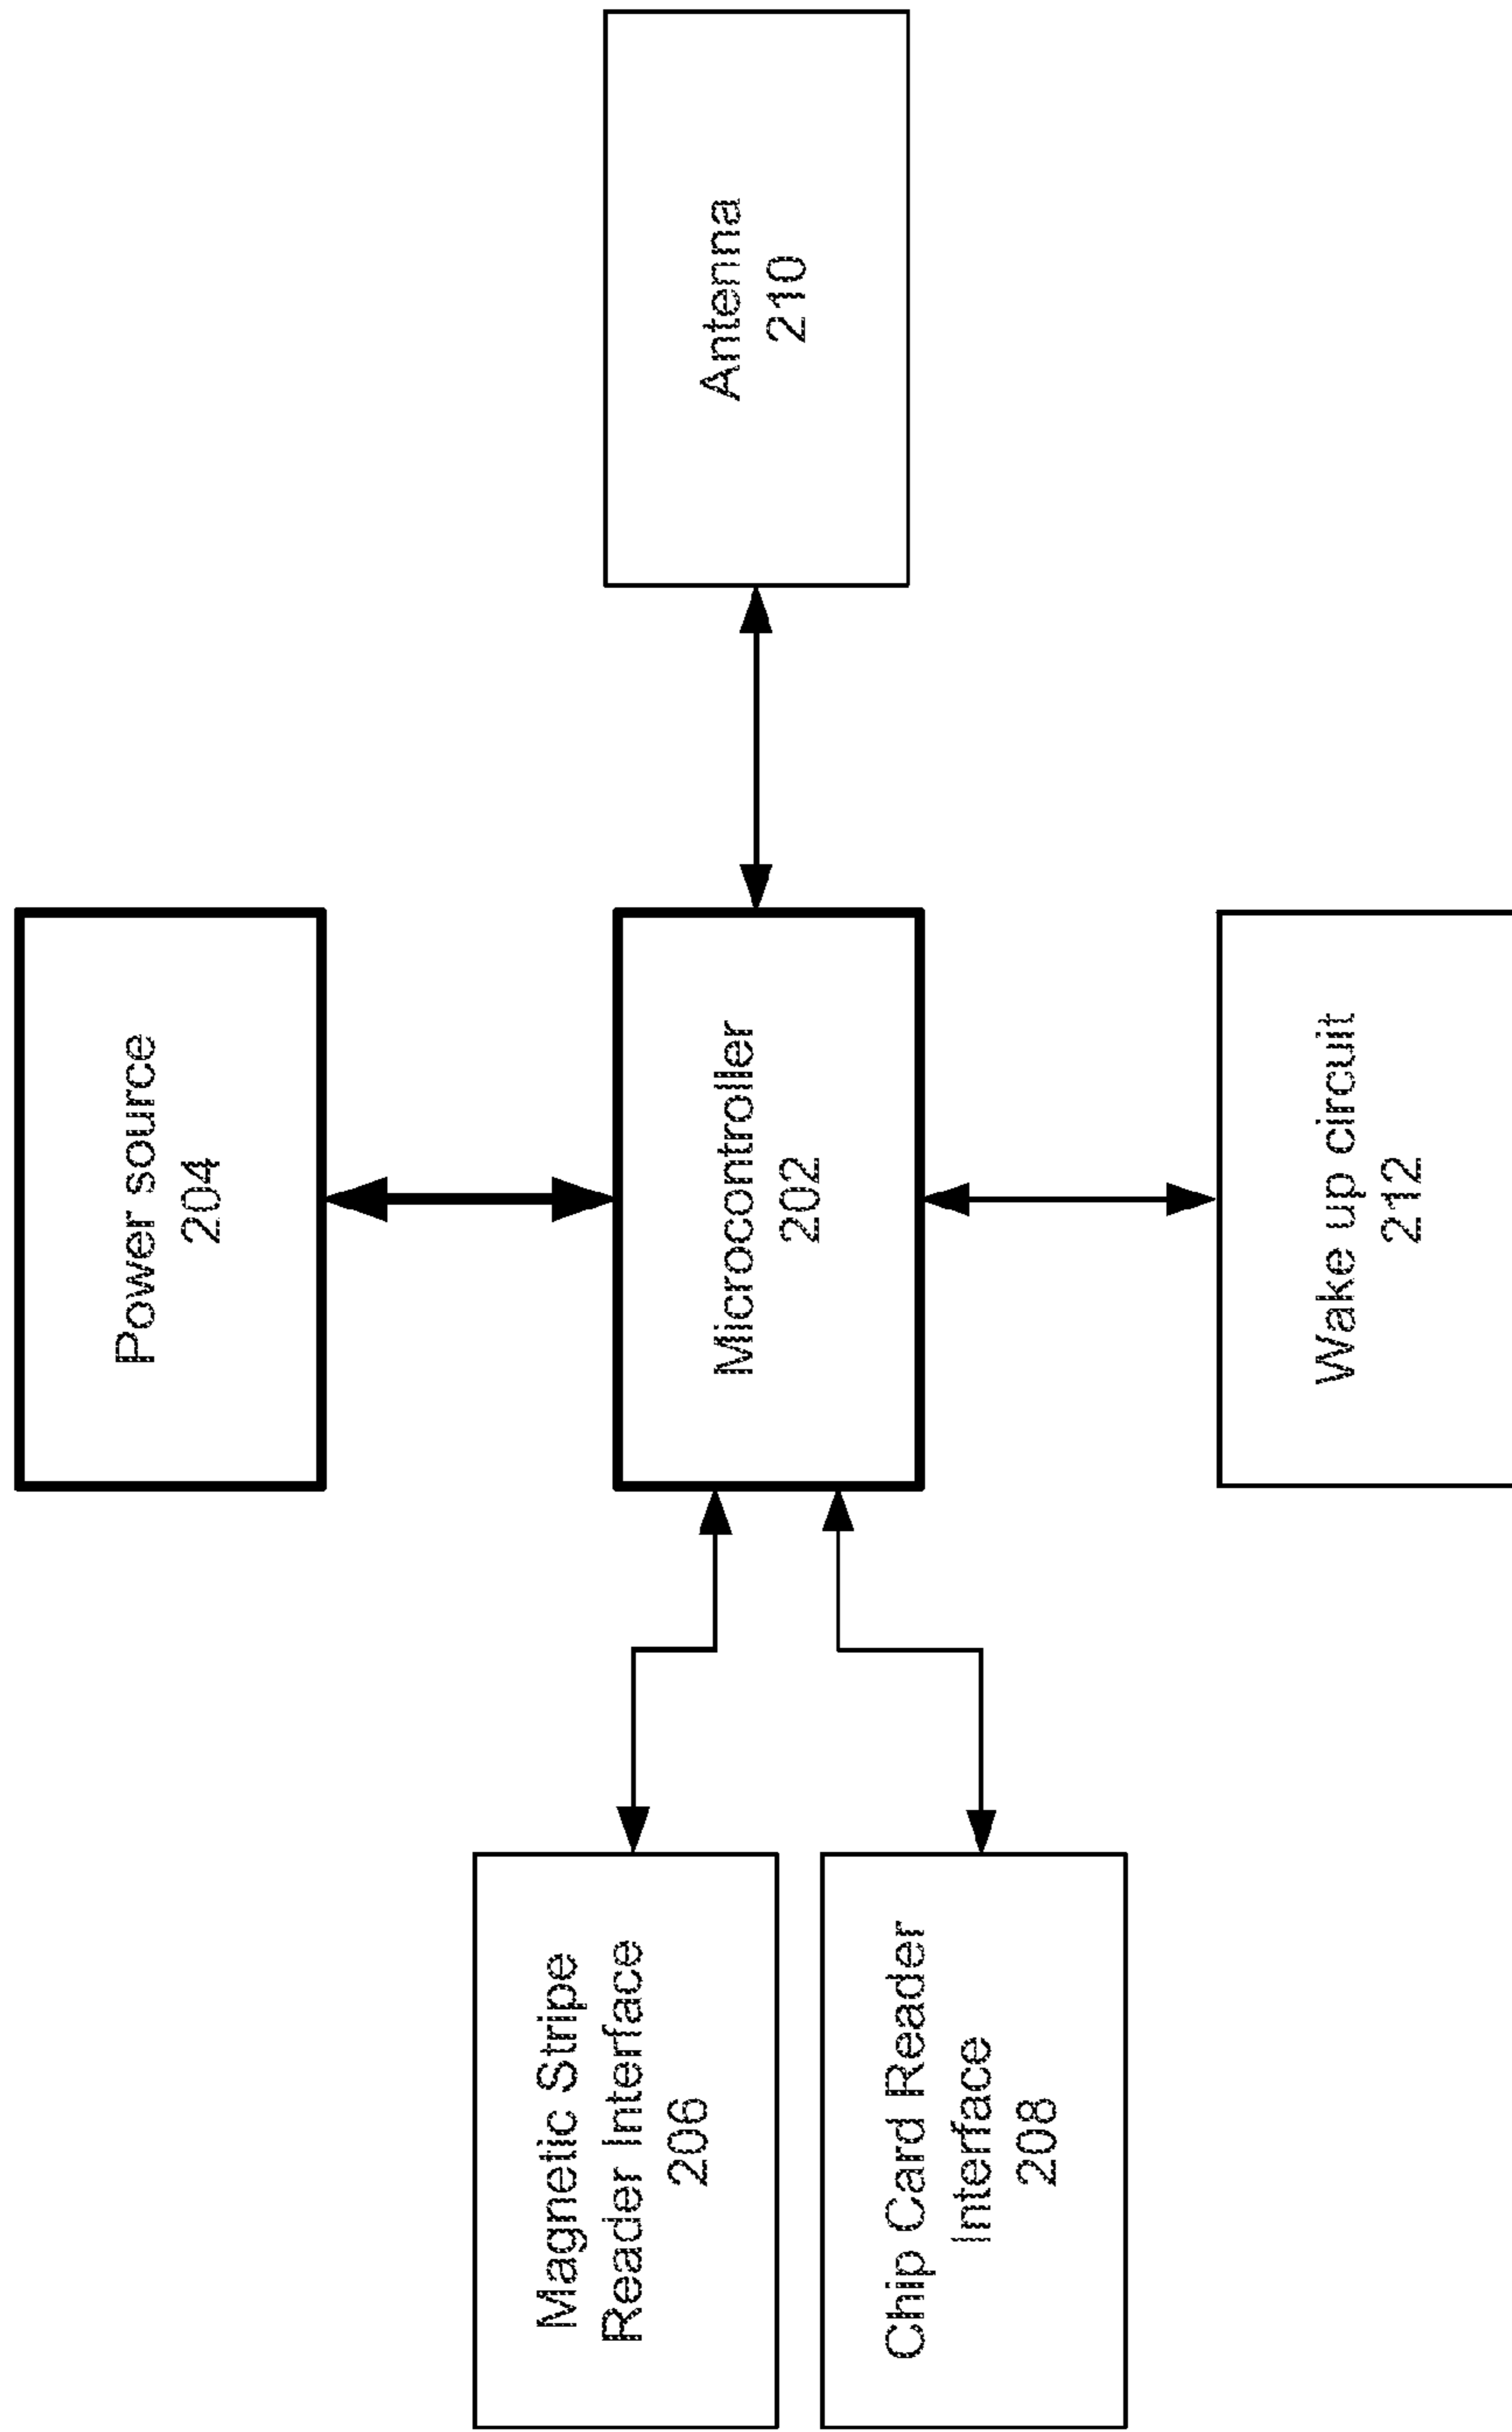 Power source
204
Magnetic Stripe
Reader Interface
206
Microcontroller
202
Antenna
210
Chip Card Reader
Interface
208
Wake up circuit
212